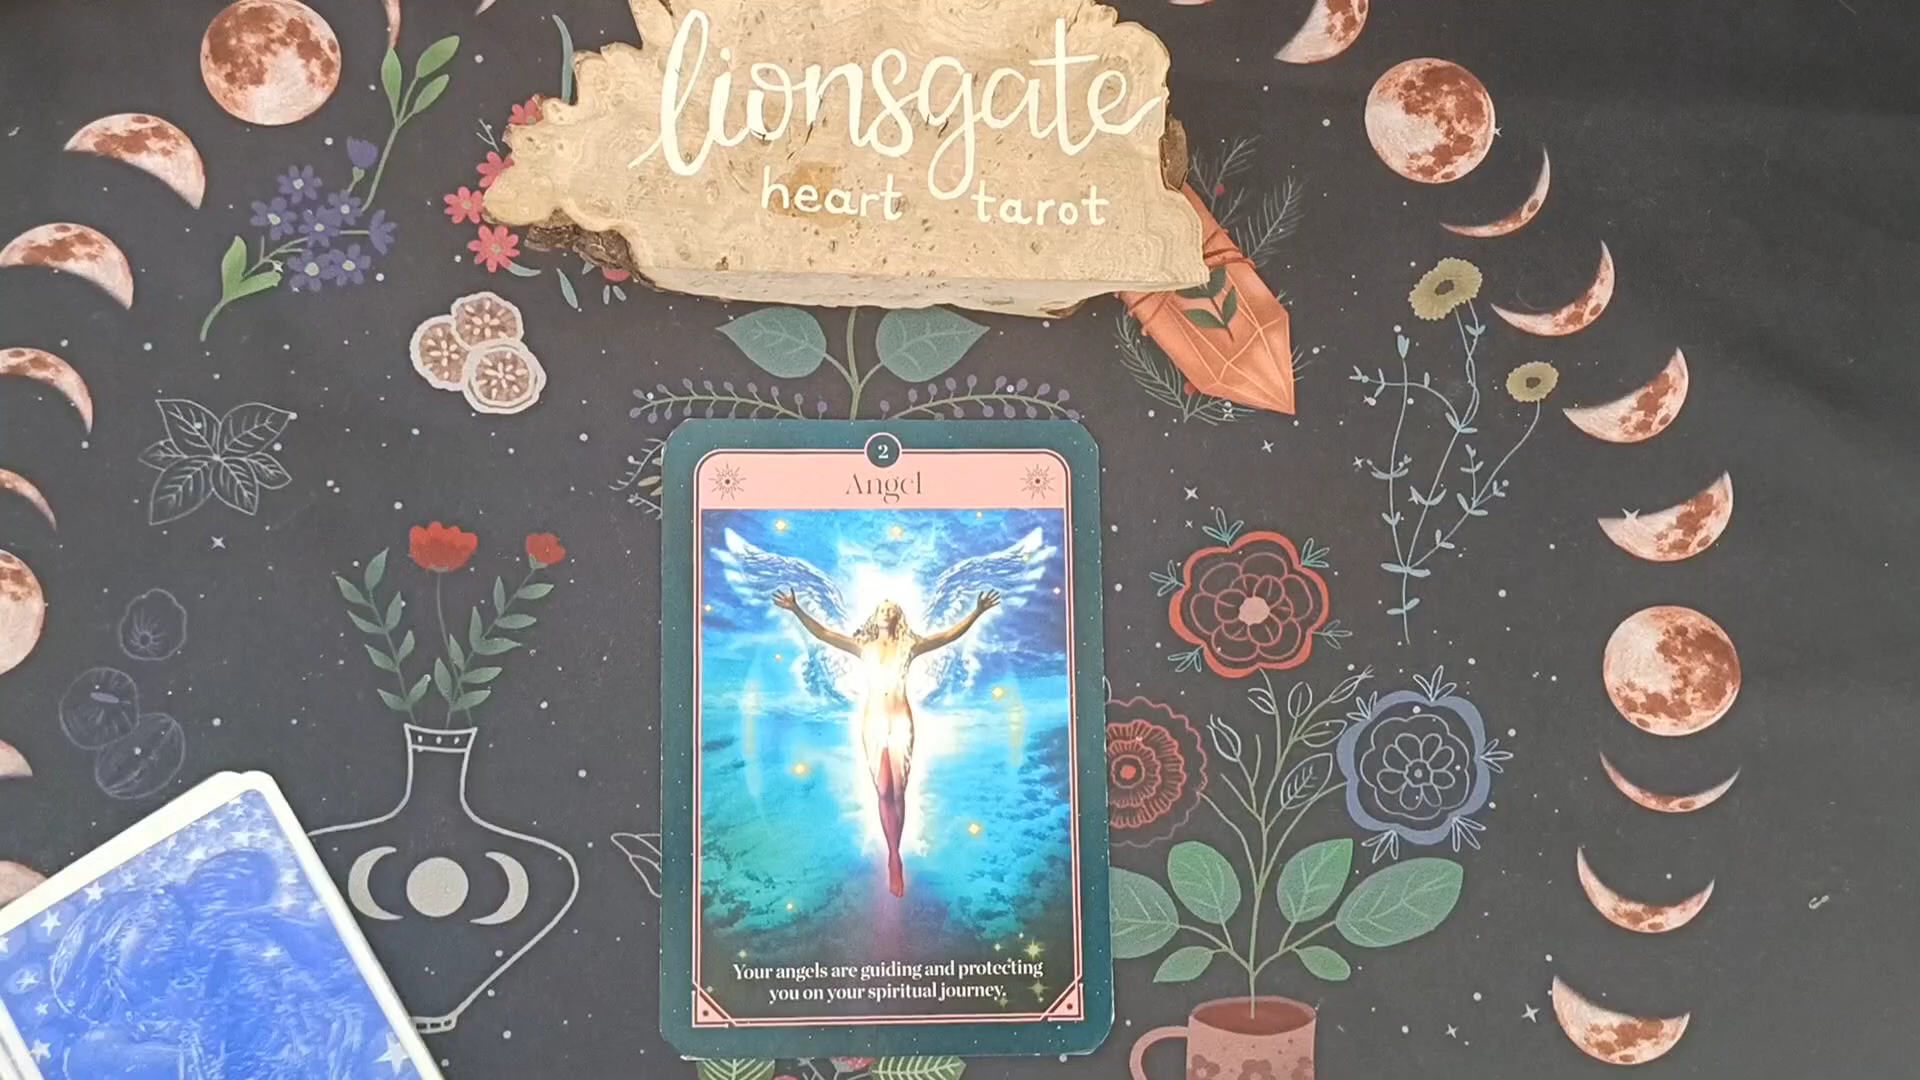 lionsgate
heart tarot
2
Angel
Your angels are guiding and protecting
you on your spiritual journey.